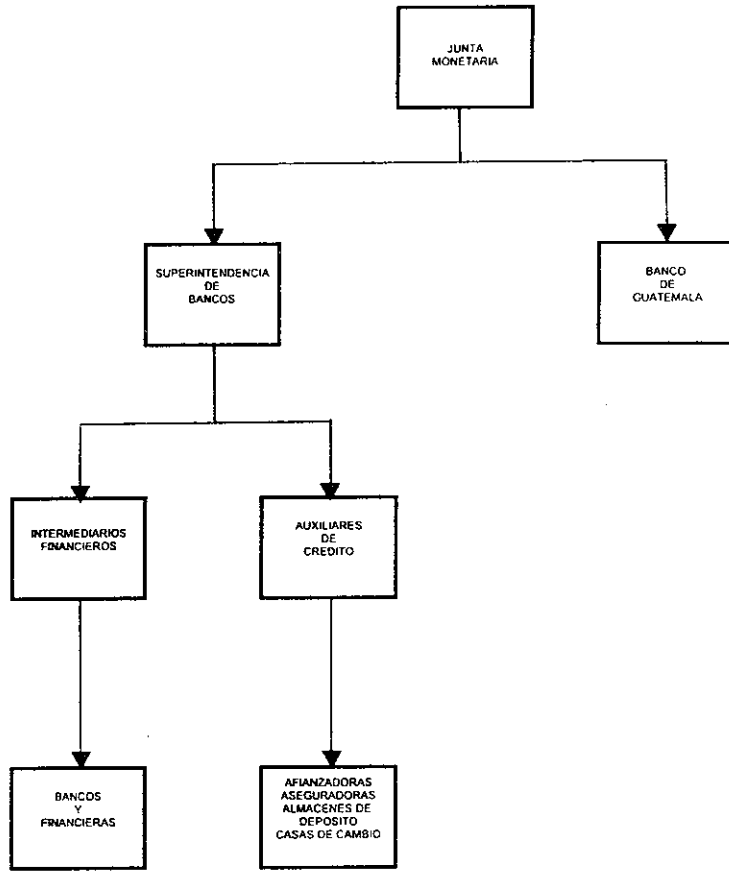 JUNTA
MONETARIA
SUPERINTENDENCIA
DE
BANCOS
BANCO
DE
GUATEMALA
INTERMEDIARIOS
FINANCIEROS
AUXILIARES
DE
CREDITO
BANCOS
Y
FINANCIERAS
AFIANZADORAS
ASEGURADORAS
ALMACENES DE
DEPOSITO
CASAS DE CAMBIO